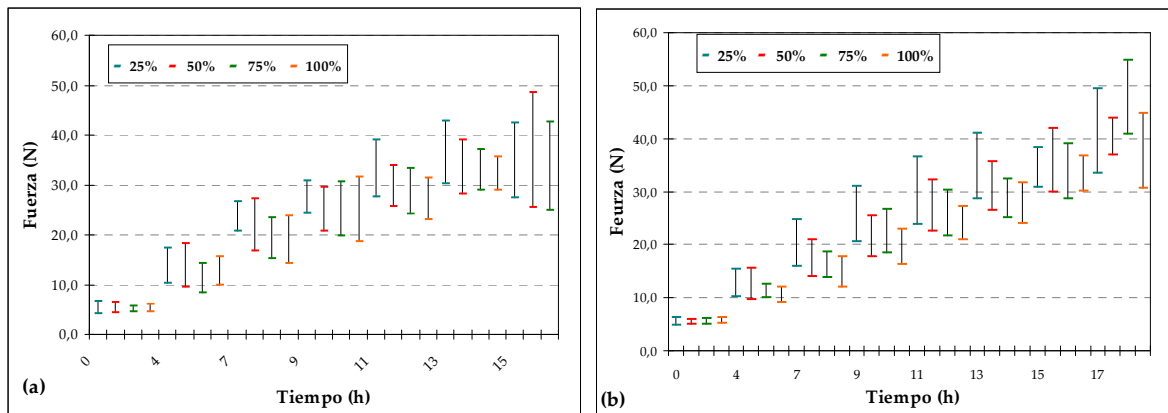 60,0
50,0
40,0
30,0
20,0
10,0
0,0
Fuerza (N)
25% 50% 75% 100%
0 4 7 9 11 13 15
Tiempo (h)
(a)
60,0
50,0
40,0
30,0
20,0
10,0
0,0
Feurza (N)
25% 50% 75% 100%
0 4 7 9 11 13 15 17
Tiempo (h)
(b)